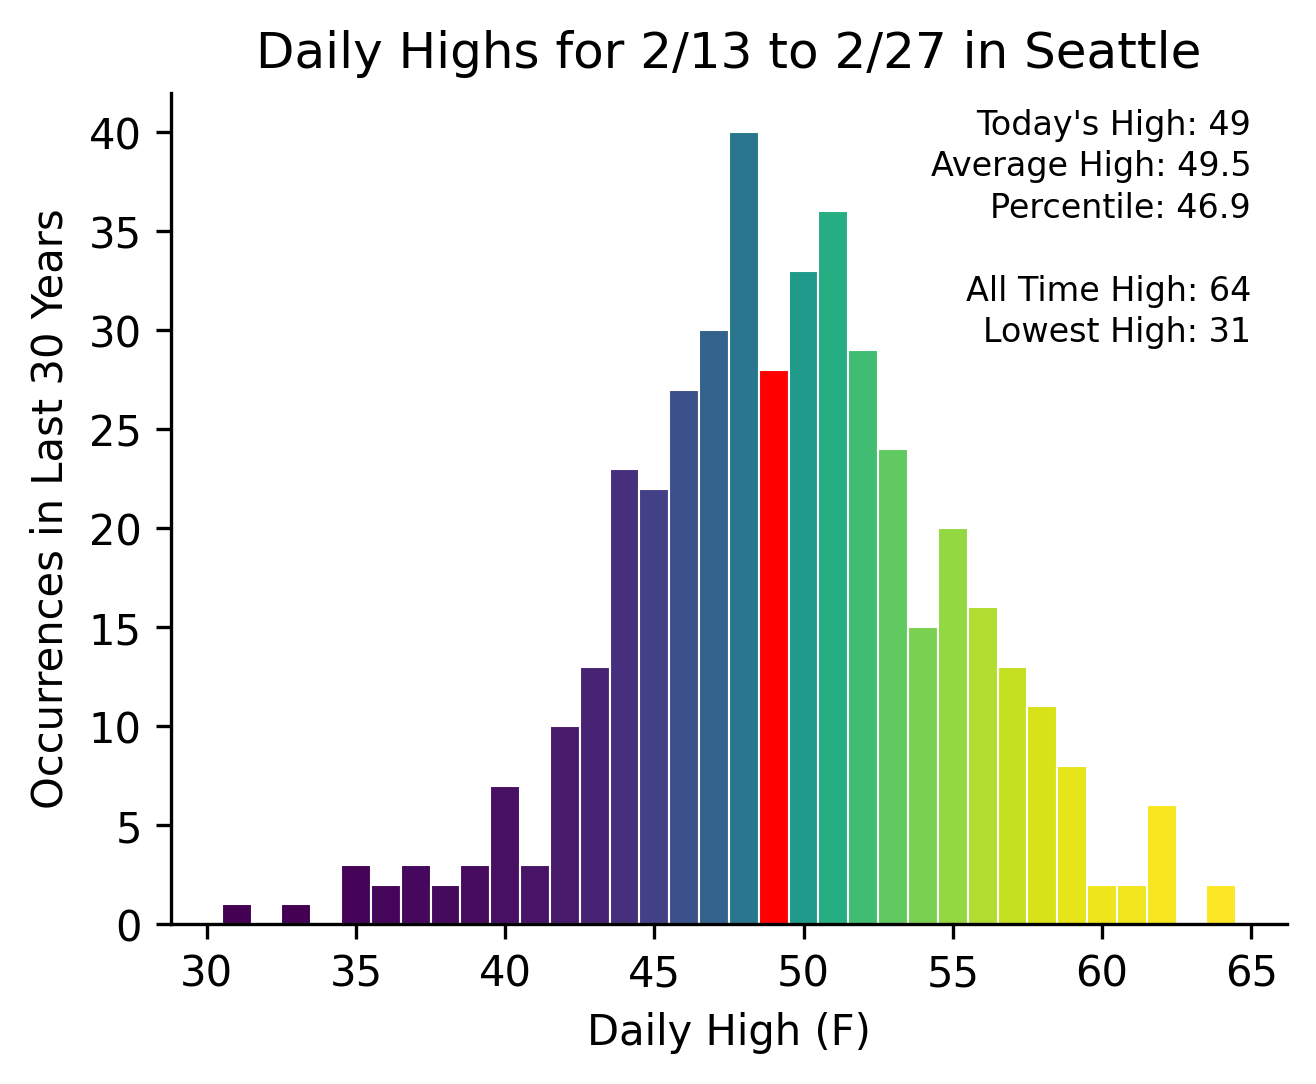 Daily Highs for 2/13 to 2/27 in Seattle
Today's High: 49
Average High: 49.5
Percentile: 46.9
All Time High: 64
Lowest High: 31
Occurrences in Last 30 Years
40
35
30
25
20
15
10
5
0
30 35 40 45 50 55 60 65
Daily High (F)